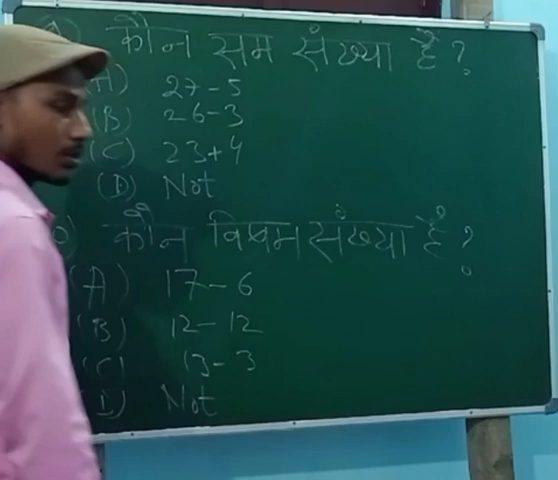 कौन सम संख्या है ?
(A) 27-5
(B) 26-3
(C) 23+4
(D) Not
कौन विषम संख्या है ?
(A) 17-6
(B) 12-12
(C) 13-3
(D) Not